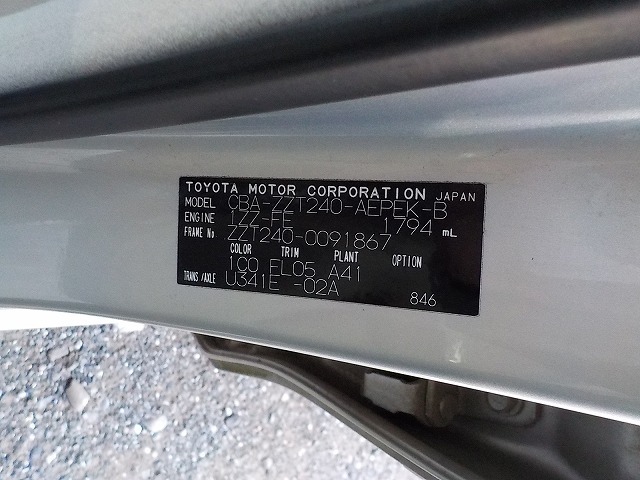 TOYOTA MOTOR CORPORATION JAPAN
MODEL CBA-ZZT240-AEPEK-B
ENGINE 1ZZ-FE 1794 mL
FRAME No. ZZT240-0091867
COLOR TRIM PLANT OPTION
1C0 FL05 A41
TRANS/AXLE U341E -02A
846